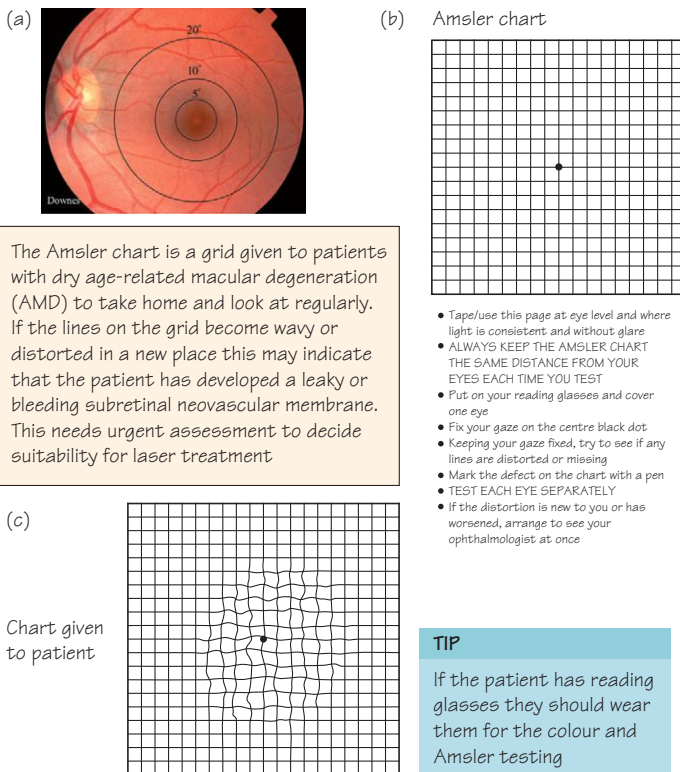 (a)
20°
10°
5°
Downes
(b) Amsler chart
The Amsler chart is a grid given to patients
with dry age-related macular degeneration
(AMD) to take home and look at regularly.
If the lines on the grid become wavy or
distorted in a new place this may indicate
that the patient has developed a leaky or
bleeding subretinal neovascular membrane.
This needs urgent assessment to decide
suitability for laser treatment
• Tape/use this page at eye level and where
light is consistent and without glare
• ALWAYS KEEP THE AMSLER CHART
THE SAME DISTANCE FROM YOUR
EYES EACH TIME YOU TEST
• Put on your reading glasses and cover
one eye
• Fix your gaze on the centre black dot
• Keeping your gaze fixed, try to see if any
lines are distorted or missing
• Mark the defect on the chart with a pen
• TEST EACH EYE SEPARATELY
• If the distortion is new to you or has
worsened, arrange to see your
ophthalmologist at once
(c)
Chart given
to patient
TIP
If the patient has reading
glasses they should wear
them for the colour and
Amsler testing